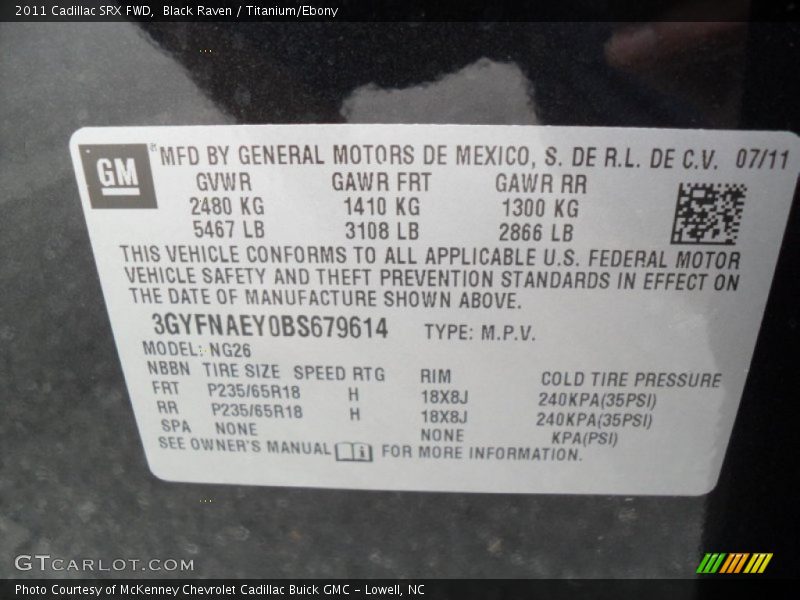 2011 Cadillac SRX FWD, Black Raven / Titanium/Ebony
GM
MFD BY GENERAL MOTORS DE MEXICO, S. DE R.L. DE C.V. 07/11
GVWR GAWR FRT GAWR RR
2480 KG 1410 KG 1300 KG
5467 LB 3108 LB 2866 LB
THIS VEHICLE CONFORMS TO ALL APPLICABLE U.S. FEDERAL MOTOR
VEHICLE SAFETY AND THEFT PREVENTION STANDARDS IN EFFECT ON
THE DATE OF MANUFACTURE SHOWN ABOVE.
3GYFNAEY0BS679614 TYPE: M.P.V.
MODEL: NG26
NBBN TIRE SIZE SPEED RTG RIM COLD TIRE PRESSURE
FRT P235/65R18 H 18X8J 240KPA(35PSI)
RR P235/65R18 H 18X8J 240KPA(35PSI)
SPA NONE NONE KPA(PSI)
SEE OWNER'S MANUAL FOR MORE INFORMATION.
GTCARLOT.COM
Photo Courtesy of McKenney Chevrolet Cadillac Buick GMC - Lowell, NC